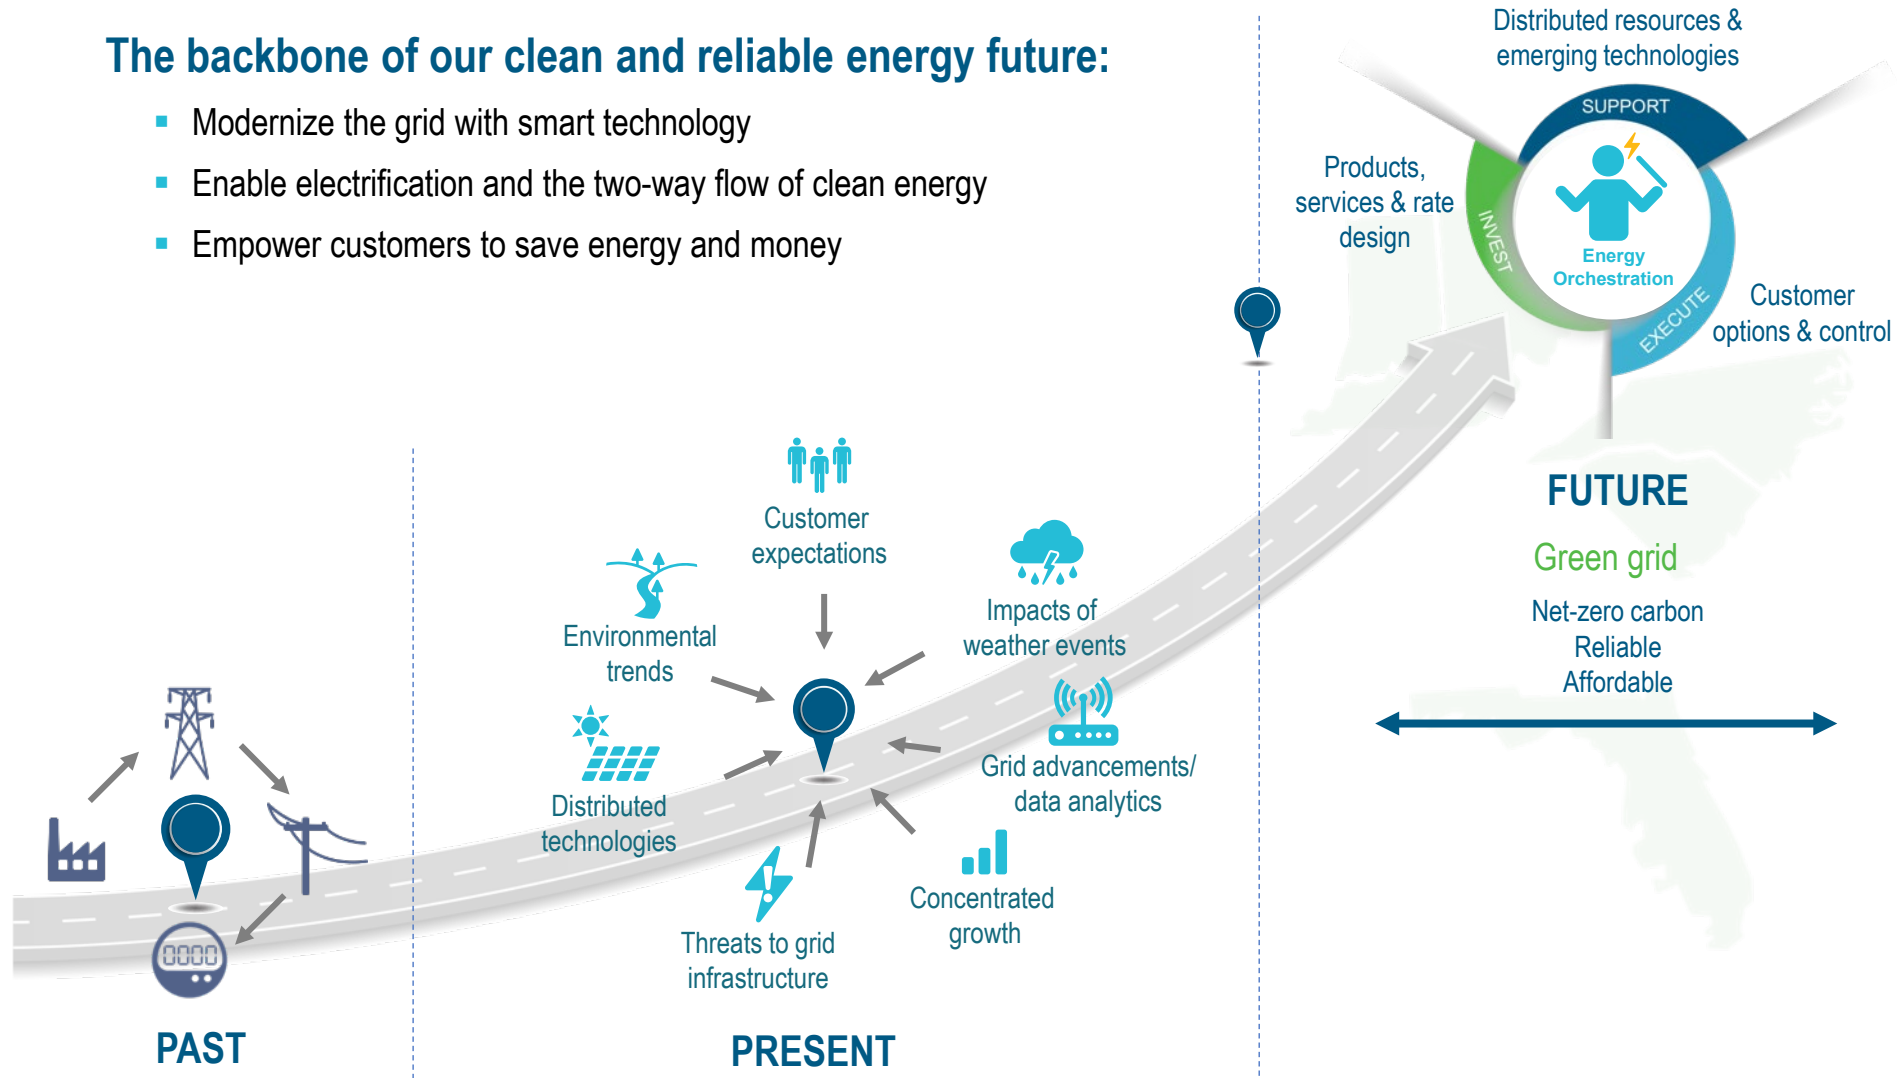 The backbone of our clean and reliable energy future:
Modernize the grid with smart technology
Enable electrification and the two-way flow of clean energy
Empower customers to save energy and money
Distributed resources &
emerging technologies
SUPPORT
Products,
services & rate
design
INVEST
Energy
Orchestration
EXECUTE
Customer
options & control
Customer
expectations
Environmental
trends
Impacts of
weather events
Distributed
technologies
Grid advancements/
data analytics
Threats to grid
infrastructure
Concentrated
growth
FUTURE
Green grid
Net-zero carbon
Reliable
Affordable
0000
PAST
PRESENT